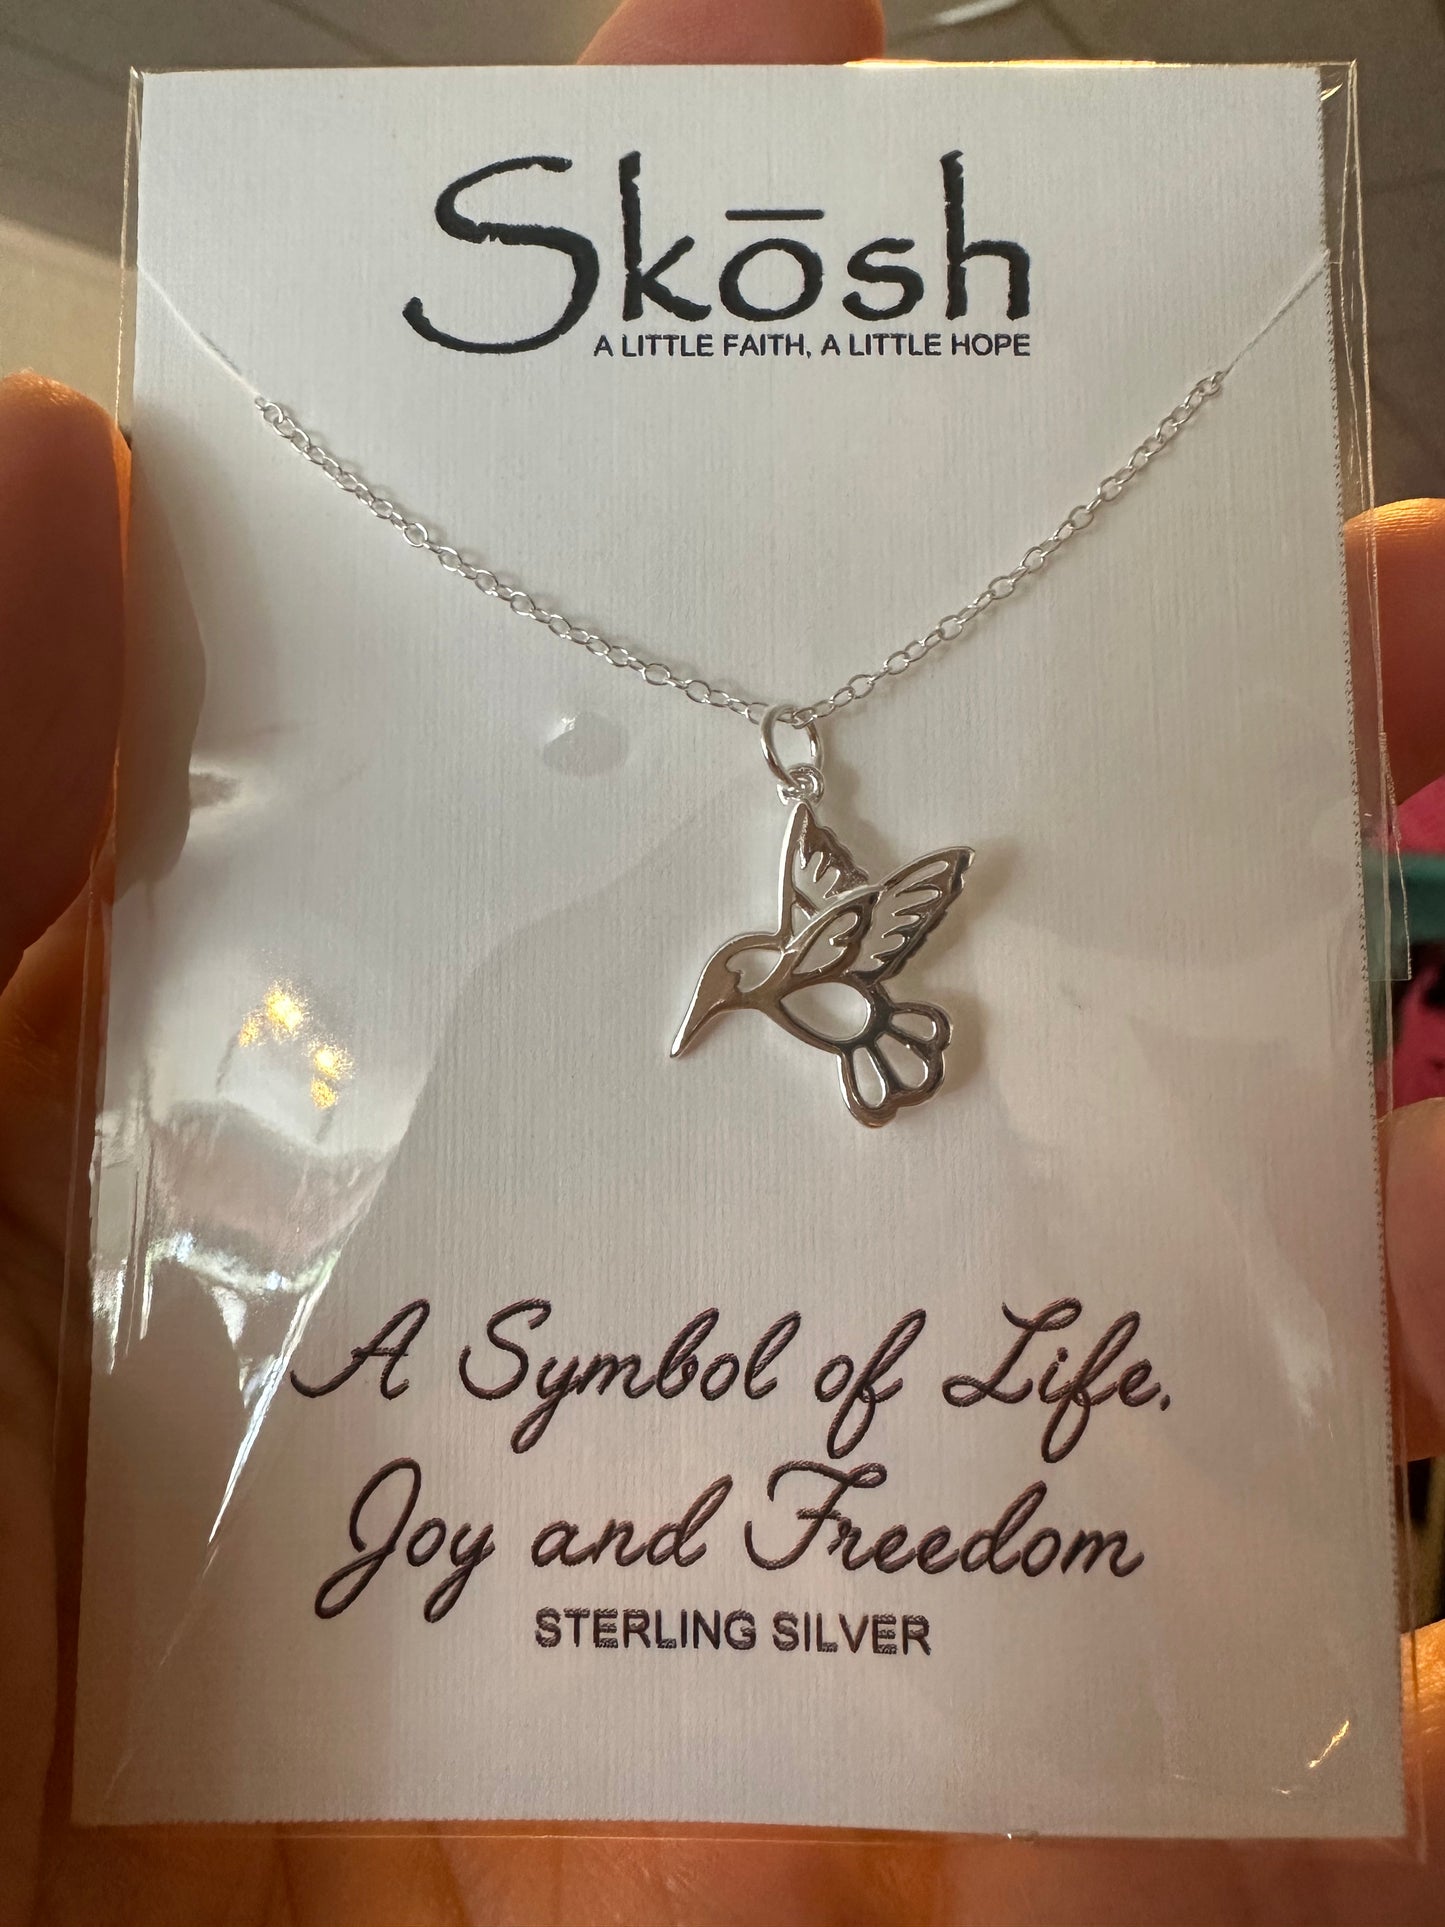 Skōsh
A LITTLE FAITH, A LITTLE HOPE
A Symbol of Life,
Joy and Freedom
STERLING SILVER